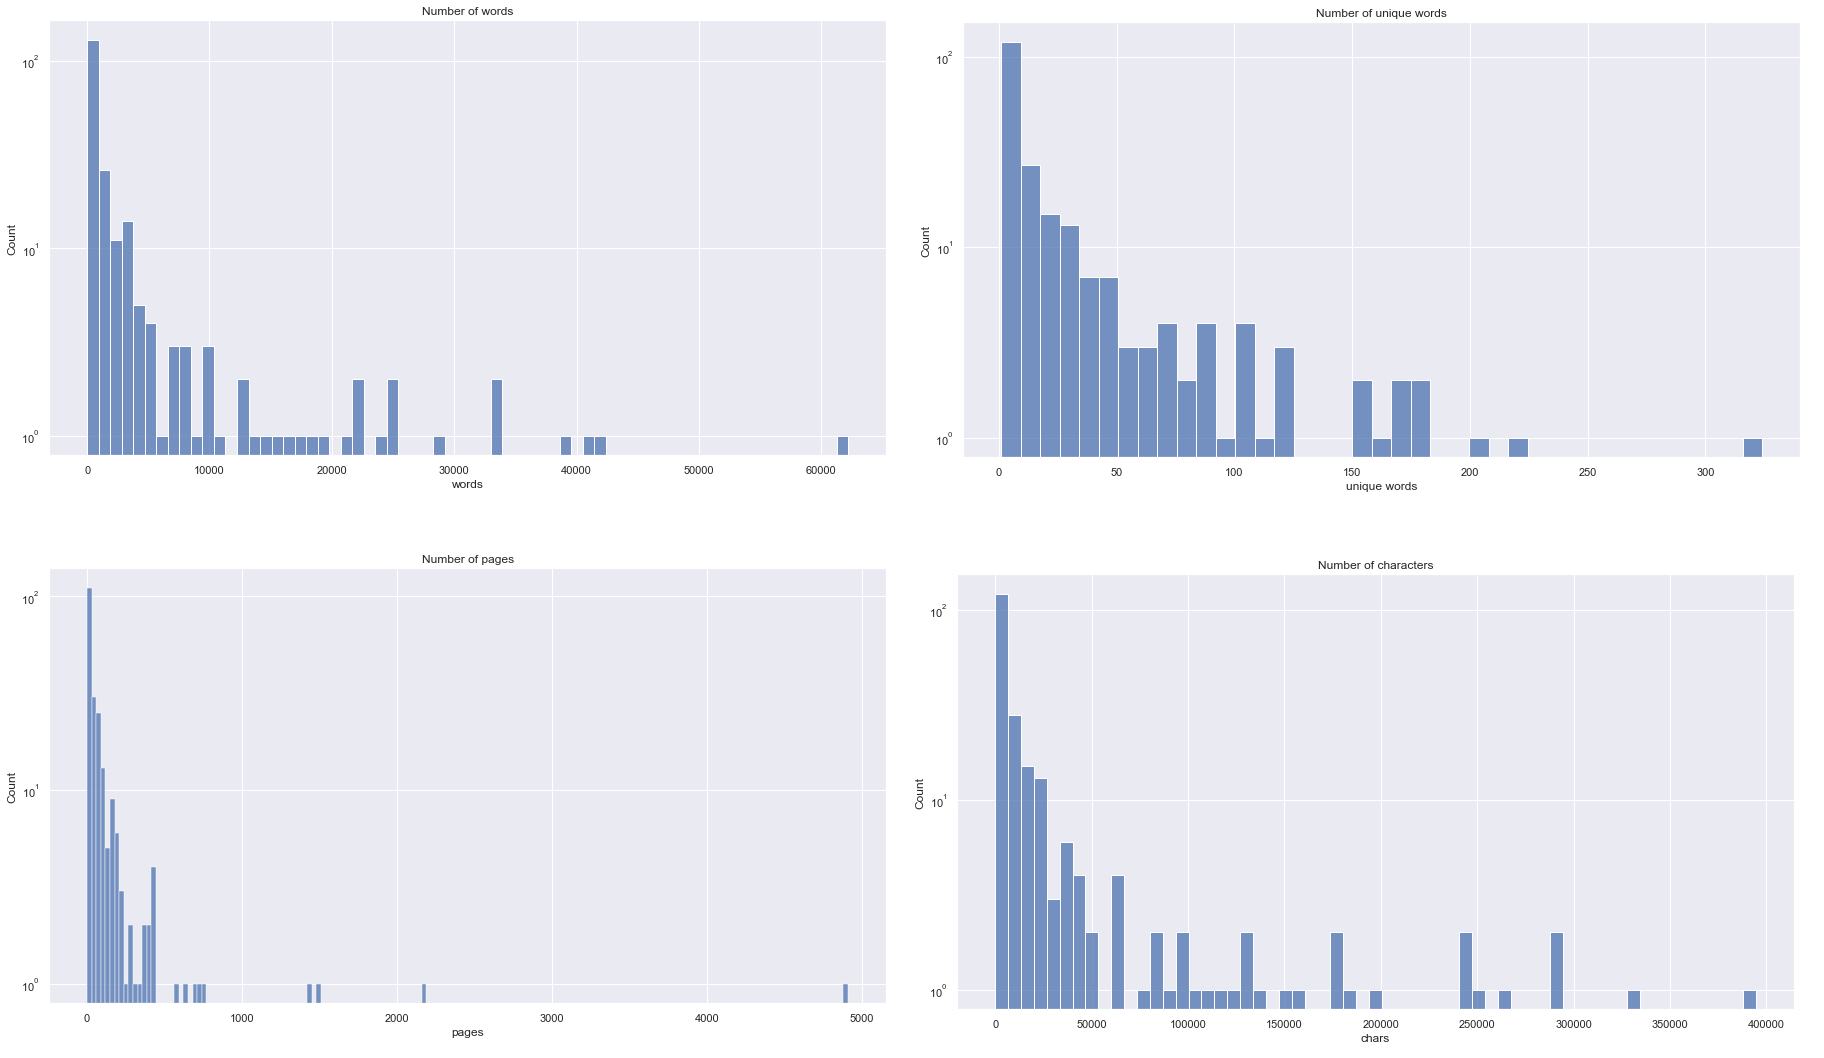 Number of words
10²
10¹
10⁰
Count
0 10000 20000 30000 40000 50000 60000
words
Number of unique words
10²
10¹
10⁰
Count
0 50 100 150 200 250 300
unique words
Number of pages
10²
10¹
10⁰
Count
0 1000 2000 3000 4000 5000
pages
Number of characters
10²
10¹
10⁰
Count
0 50000 100000 150000 200000 250000 300000 350000 400000
chars